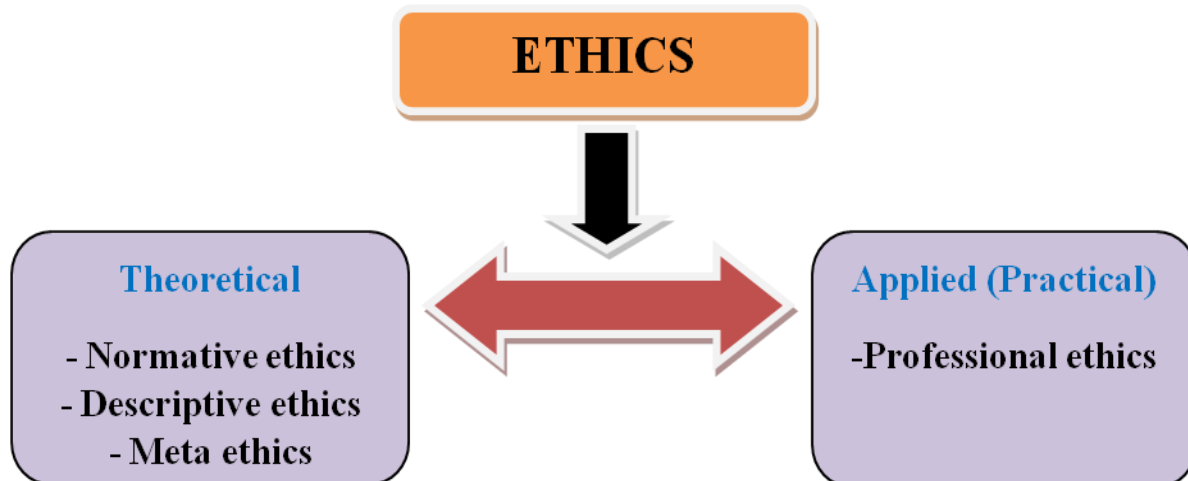 ETHICS
Theoretical
- Normative ethics
- Descriptive ethics
- Meta ethics
Applied (Practical)
-Professional ethics